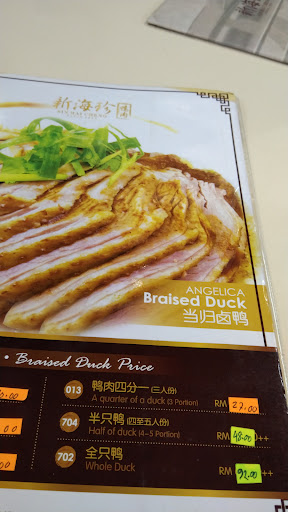 新海珍
ANGELICA
Braised Duck
当归卤鸭
• Braised Duck Price
013 鸭肉四分一 (三人份) RM 27.00
A quarter of a duck (3 Portion)
704 半只鸭 (四至五人份) RM 48.00 ++
Half of duck (4-5 Portion)
702 全只鸭 RM 92.00 ++
Whole Duck